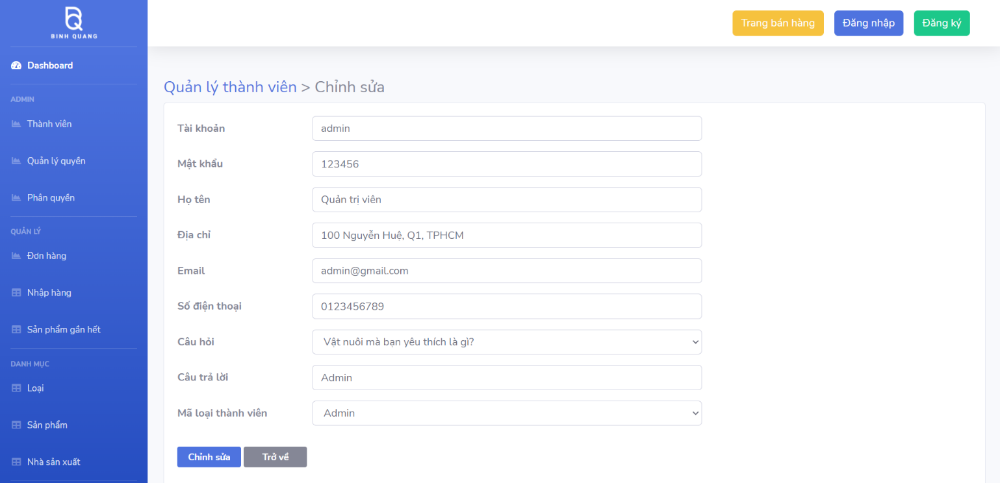 BINH QUANG
Trang bán hàng
Đăng nhập
Đăng ký
Dashboard
ADMIN
Thành viên
Quản lý quyền
Phân quyền
QUẢN LÝ
Đơn hàng
Nhập hàng
Sản phẩm gần hết
DANH MỤC
Loại
Sản phẩm
Nhà sản xuất
Quản lý thành viên > Chỉnh sửa
Tài khoản admin
Mật khẩu 123456
Họ tên Quản trị viên
Địa chỉ 100 Nguyễn Huệ, Q1, TPHCM
Email admin@gmail.com
Số điện thoại 0123456789
Câu hỏi Vật nuôi mà bạn yêu thích là gì?
Câu trả lời Admin
Mã loại thành viên Admin
Chỉnh sửa
Trở về